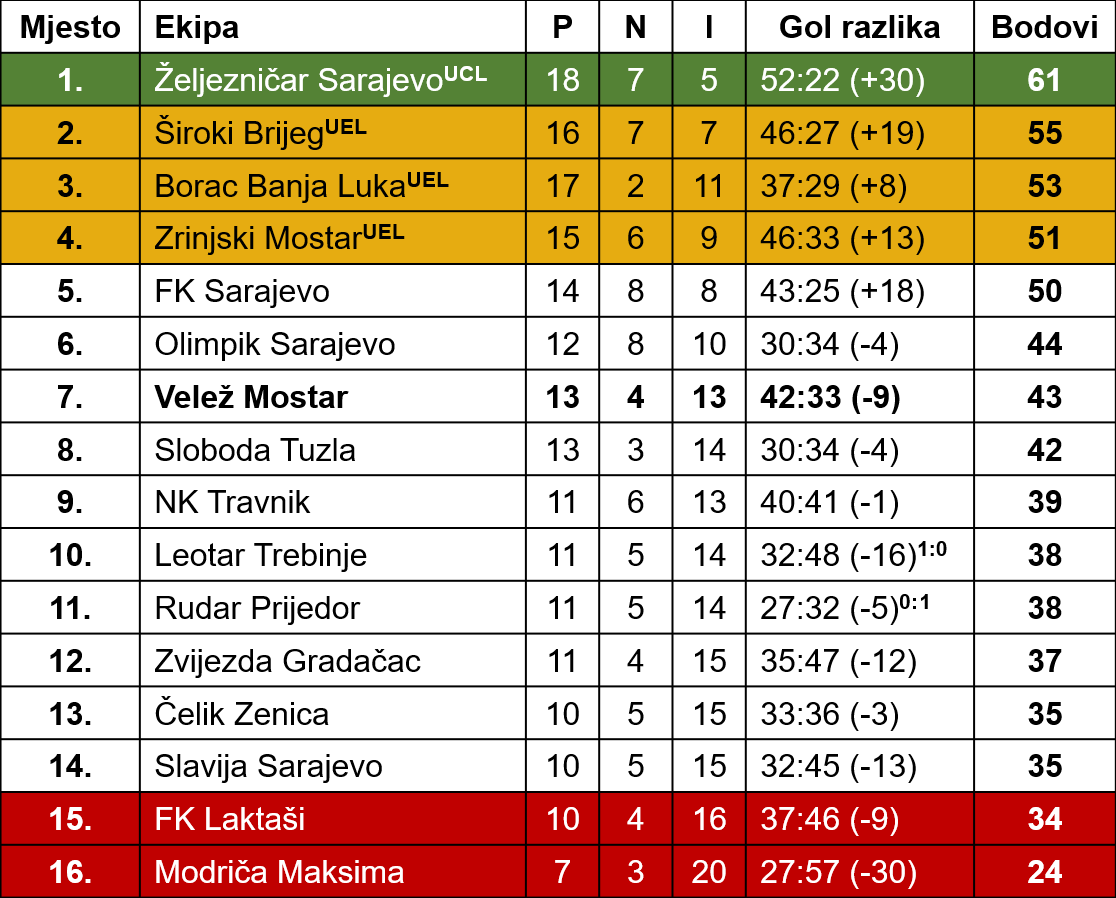 Mjesto Ekipa P N I Gol razlika Bodovi
1. Željezničar SarajevoUCL 18 7 5 52:22 (+30) 61
2. Široki BrijegUEL 16 7 7 46:27 (+19) 55
3. Borac Banja LukaUEL 17 2 11 37:29 (+8) 53
4. Zrinjski MostarUEL 15 6 9 46:33 (+13) 51
5. FK Sarajevo 14 8 8 43:25 (+18) 50
6. Olimpik Sarajevo 12 8 10 30:34 (-4) 44
7. Velež Mostar 13 4 13 42:33 (-9) 43
8. Sloboda Tuzla 13 3 14 30:34 (-4) 42
9. NK Travnik 11 6 13 40:41 (-1) 39
10. Leotar Trebinje 11 5 14 32:48 (-16)1:0 38
11. Rudar Prijedor 11 5 14 27:32 (-5)0:1 38
12. Zvijezda Gradačac 11 4 15 35:47 (-12) 37
13. Čelik Zenica 10 5 15 33:36 (-3) 35
14. Slavija Sarajevo 10 5 15 32:45 (-13) 35
15. FK Laktaši 10 4 16 37:46 (-9) 34
16. Modriča Maksima 7 3 20 27:57 (-30) 24